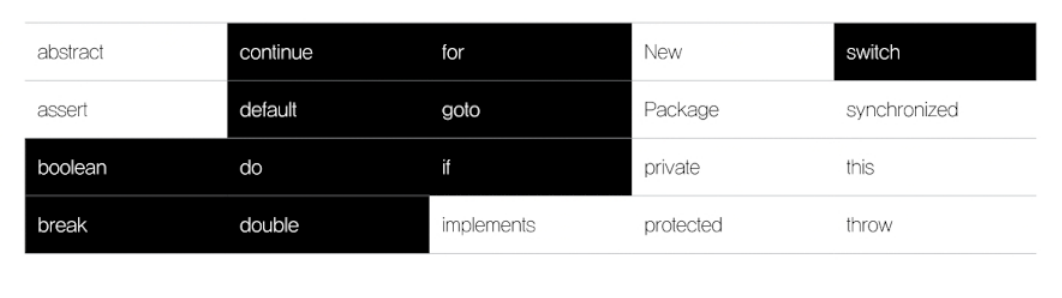 abstract continue for New switch
assert default goto Package synchronized
boolean do if private this
break double implements protected throw